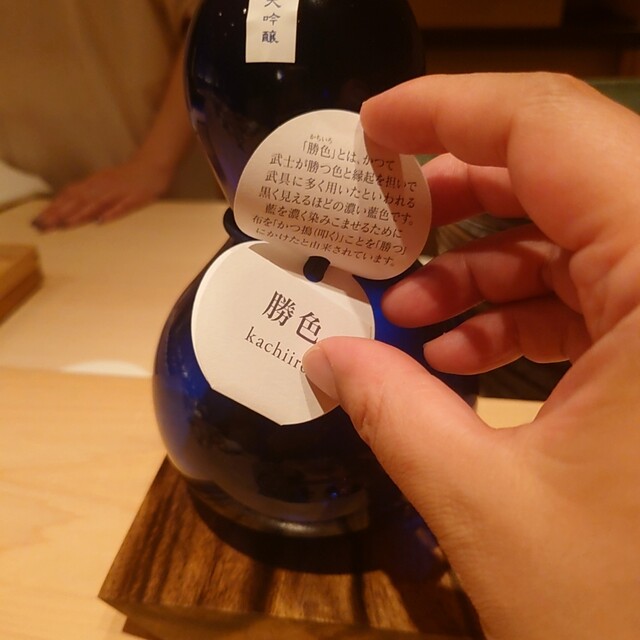 大吟醸
かちいろ
「勝色」とは、かつて
武士が勝つ色と縁起を担いで
武具に多く用いたといわれる
黒く見えるほどの濃い藍色です。
藍を濃く染みこませるために
布を「かつ搗(叩く)」ことを「勝つ」
にかけたと由来されています。
勝色
kachiiro